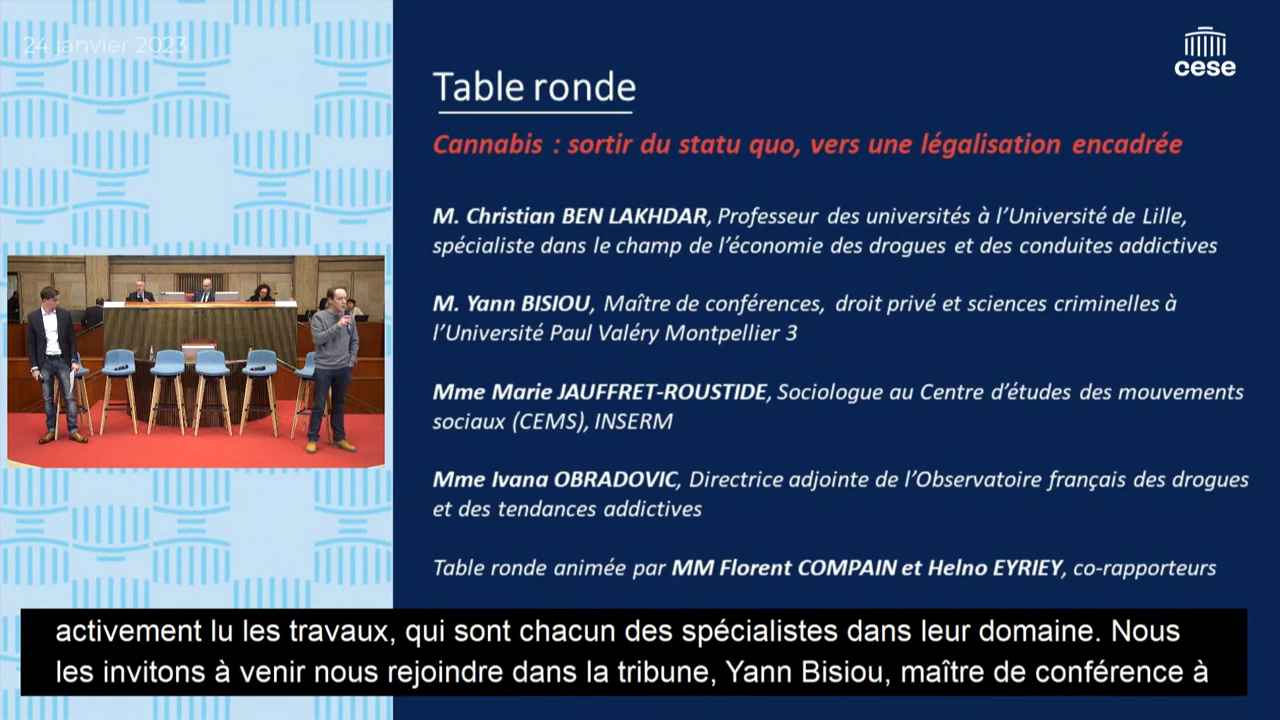 24 janvier 2023
cese
Table ronde
Cannabis : sortir du statu quo, vers une légalisation encadrée
M. Christian BEN LAKHDAR, Professeur des universités à l'Université de Lille,
spécialiste dans le champ de l'économie des drogues et des conduites addictives
M. Yann BISIOU, Maître de conférences, droit privé et sciences criminelles à
l'Université Paul Valéry Montpellier 3
Mme Marie JAUFFRET-ROUSTIDE, Sociologue au Centre d'études des mouvements
sociaux (CEMS), INSERM
Mme Ivana OBRADOVIC, Directrice adjointe de l'Observatoire français des drogues
et des tendances addictives
Table ronde animée par MM Florent COMPAIN et Helno EYRIEY, co-rapporteurs
activement lu les travaux, qui sont chacun des spécialistes dans leur domaine. Nous
les invitons à venir nous rejoindre dans la tribune, Yann Bisiou, maître de conférence à